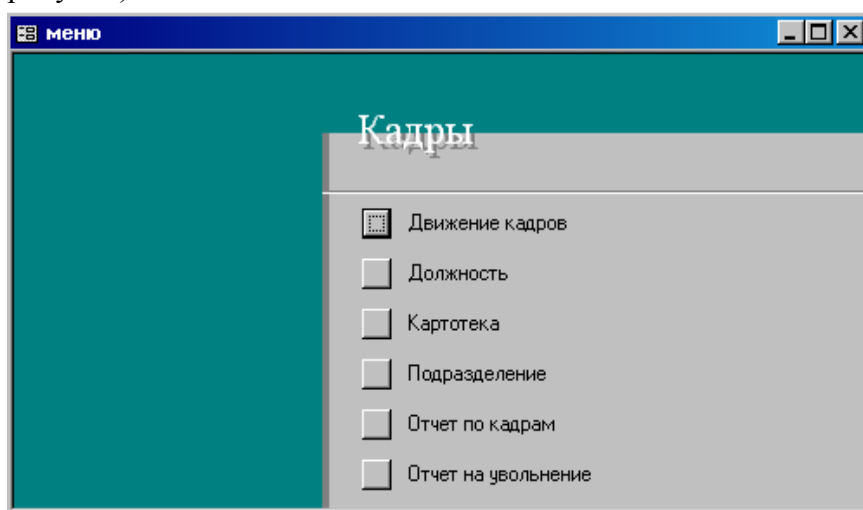 меню
Кадры
Движение кадров
Должность
Картотека
Подразделение
Отчет по кадрам
Отчет на увольнение